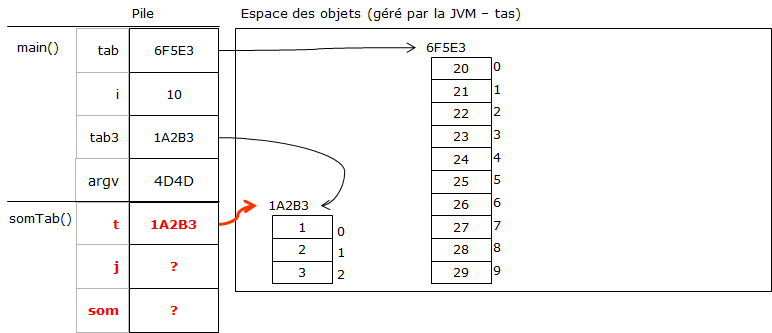 Pile Espace des objets (géré par la JVM – tas)
main() tab 6F5E3 6F5E3
20 0
i 10 21 1
22 2
tab3 1A2B3 23 3
24 4
argv 4D4D 25 5
1A2B3 26 6
somTab() t 1A2B3 1 0 27 7
j ? 2 1 28 8
3 2 29 9
som ?